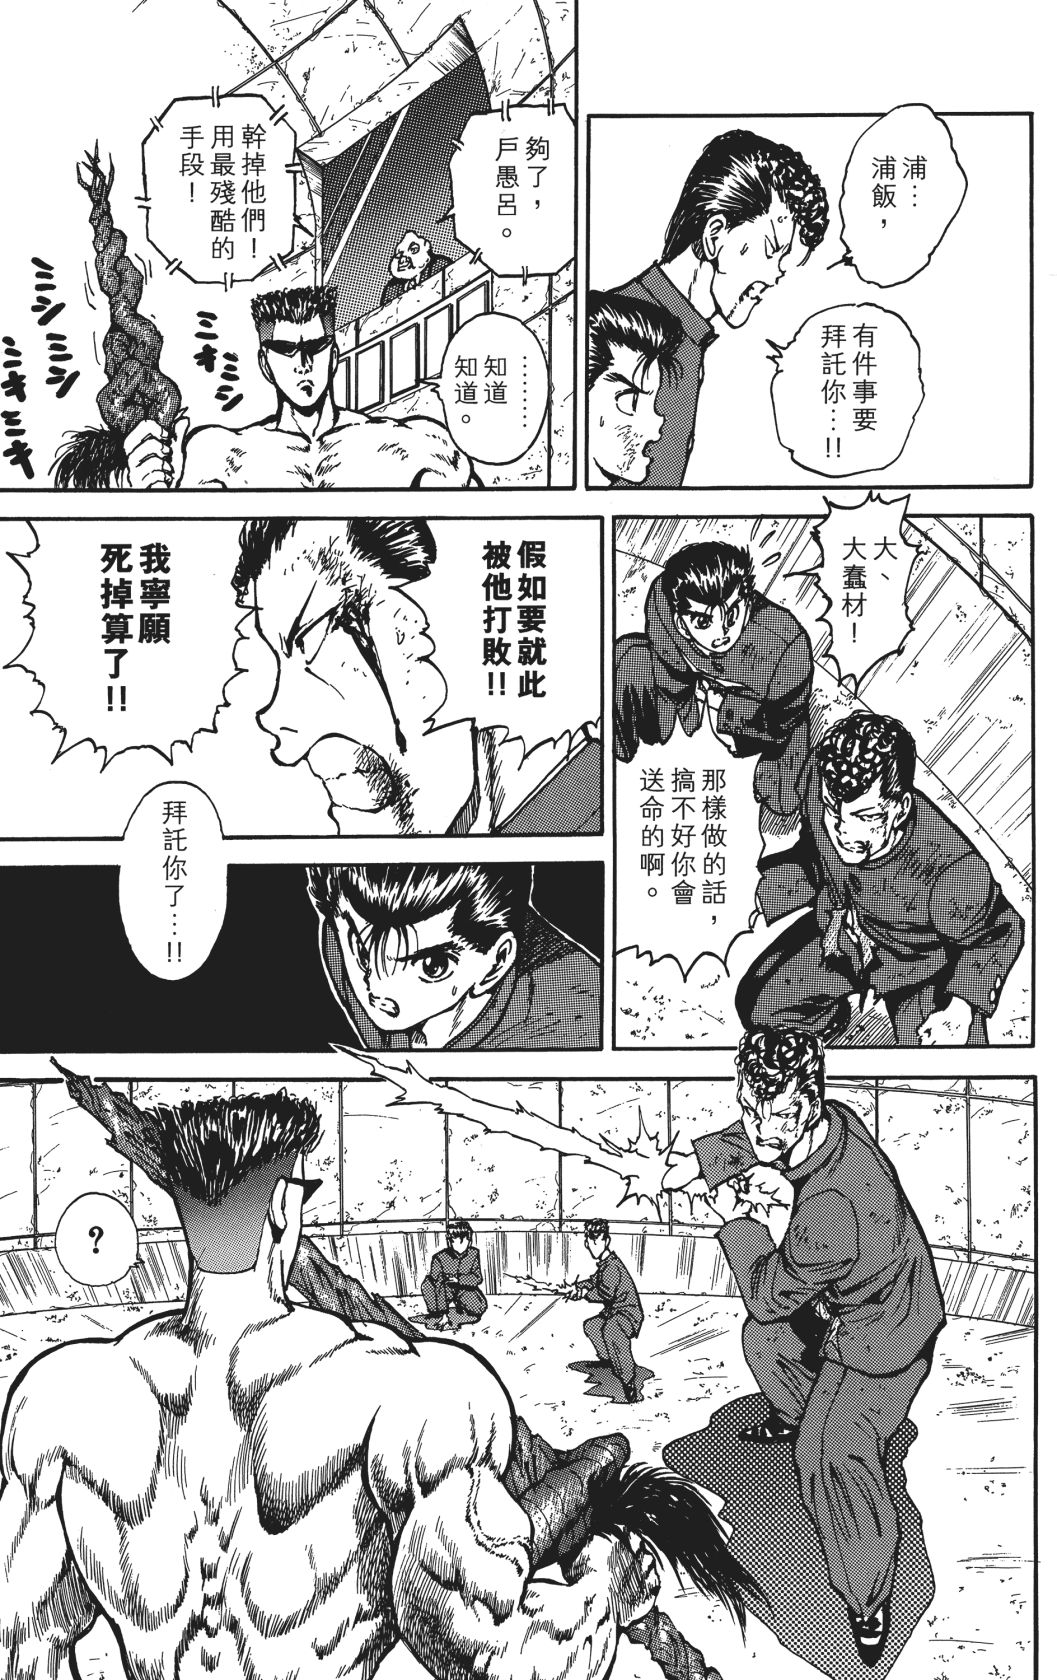 浦…
浦飯，
有件事要
拜託你…!!
夠了，
戶愚呂。
幹掉他們！
用最殘酷的
手段！
………
知道
知道。
ミシ
ミシ
ミキ
ミシ
ミキ
ミキ
大、
大蠢材！
那樣做的話，
搞不好你會
送命的啊。
假如要就此
被他打敗!!
我寧願
死掉算了!!
拜託你了…!!
？